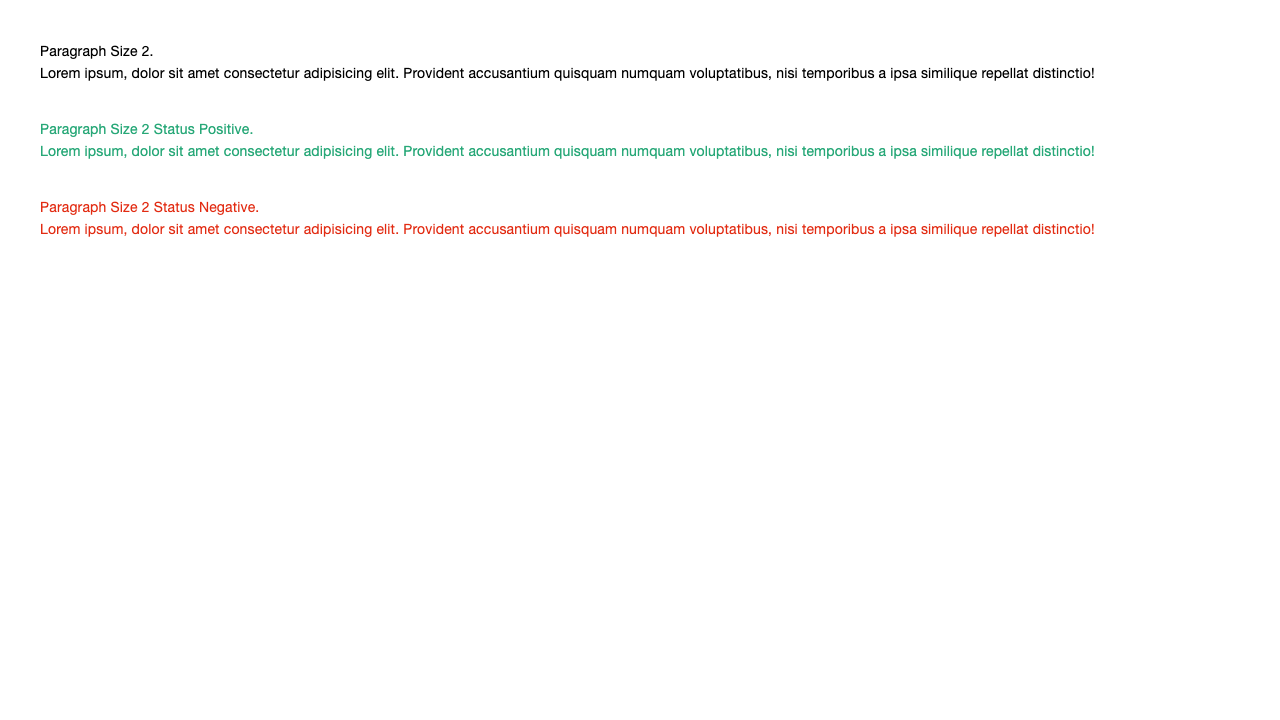 Paragraph Size 2.
Lorem ipsum, dolor sit amet consectetur adipisicing elit. Provident accusantium quisquam numquam voluptatibus, nisi temporibus a ipsa similique repellat distinctio!
Paragraph Size 2 Status Positive.
Lorem ipsum, dolor sit amet consectetur adipisicing elit. Provident accusantium quisquam numquam voluptatibus, nisi temporibus a ipsa similique repellat distinctio!
Paragraph Size 2 Status Negative.
Lorem ipsum, dolor sit amet consectetur adipisicing elit. Provident accusantium quisquam numquam voluptatibus, nisi temporibus a ipsa similique repellat distinctio!